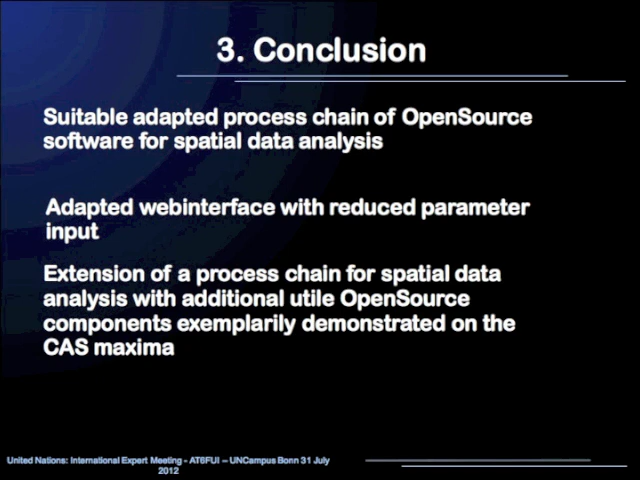 3. Conclusion
Suitable adapted process chain of OpenSource
software for spatial data analysis
Adapted webinterface with reduced parameter
input
Extension of a process chain for spatial data
analysis with additional utile OpenSource
components exemplarily demonstrated on the
CAS maxima
United Nations: International Expert Meeting - AT6FUI – UNCampus Bonn 31 July
2012